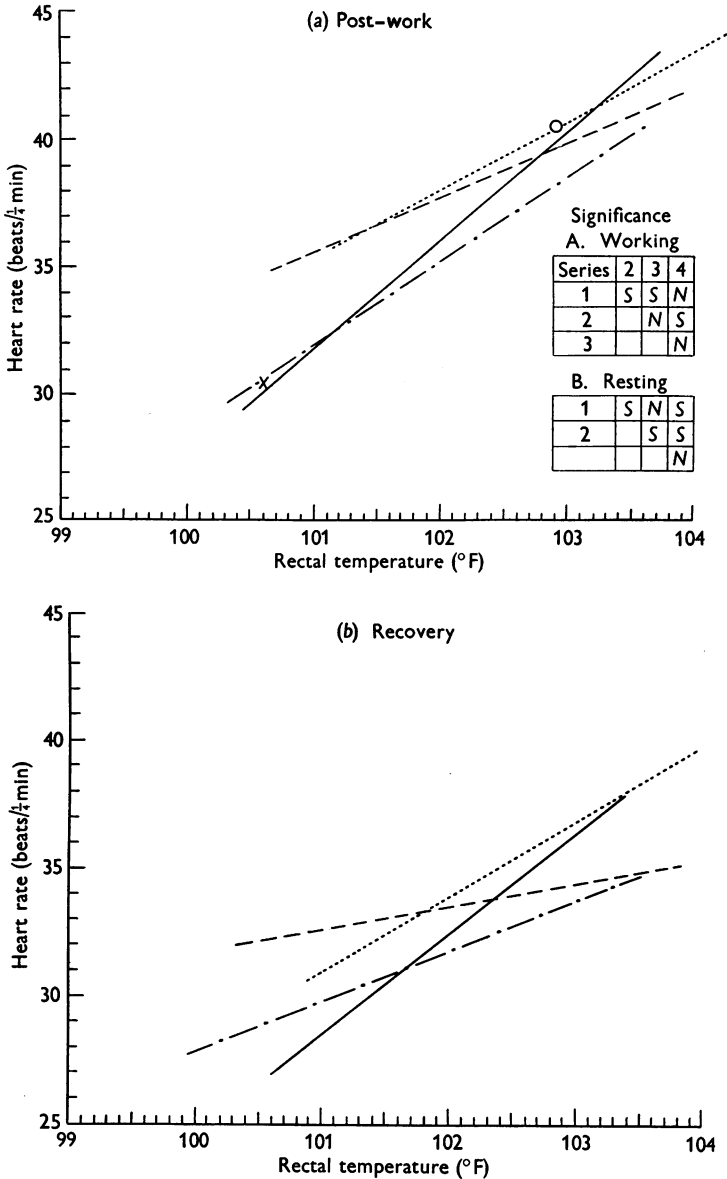 (a) Post-work
45
40
35
30
25
Heart rate (beats/¼ min)
99 100 101 102 103 104
Rectal temperature (°F)
Significance
A. Working
Series 2 3 4
1 S S N
2 N S
3 N
B. Resting
1 S N S
2 S S
N
(b) Recovery
45
40
35
30
25
Heart rate (beats/¼ min)
99 100 101 102 103 104
Rectal temperature (°F)